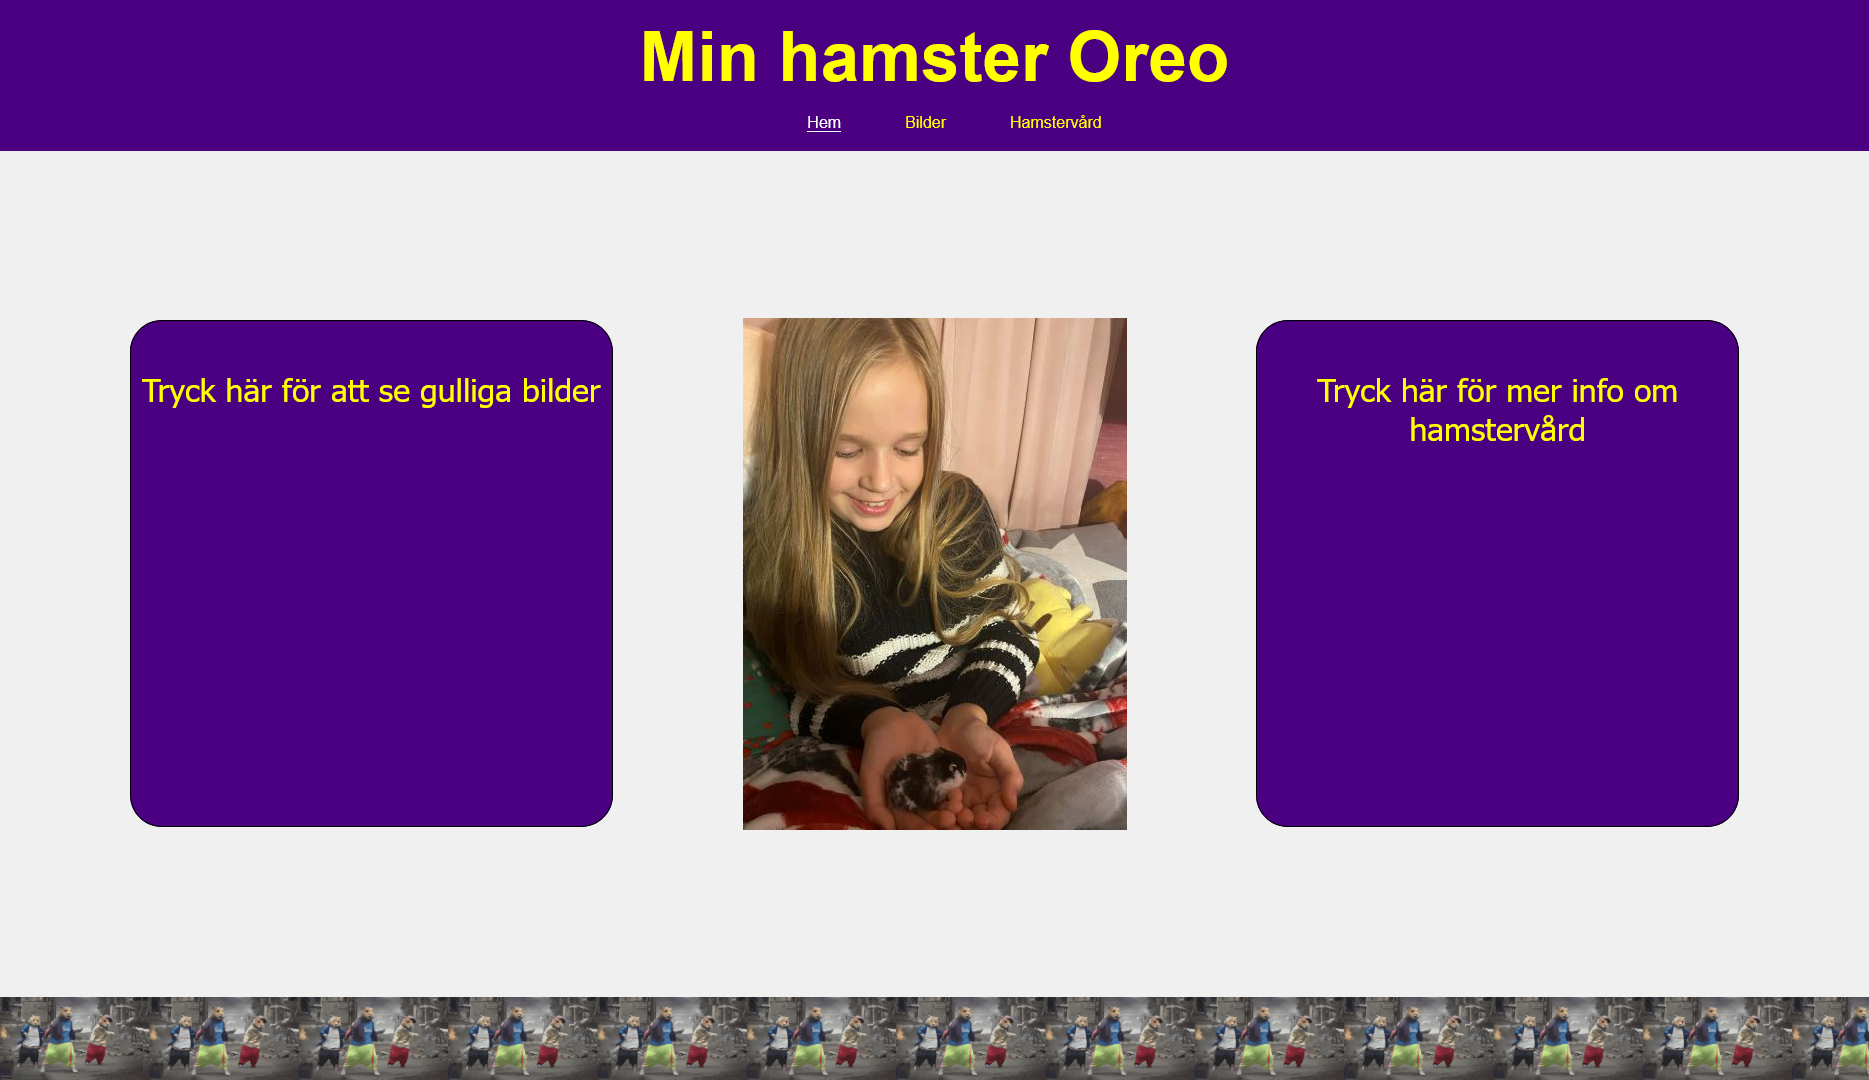 Min hamster Oreo
Hem Bilder Hamstervård
Tryck här för att se gulliga bilder
Tryck här för mer info om
hamstervård